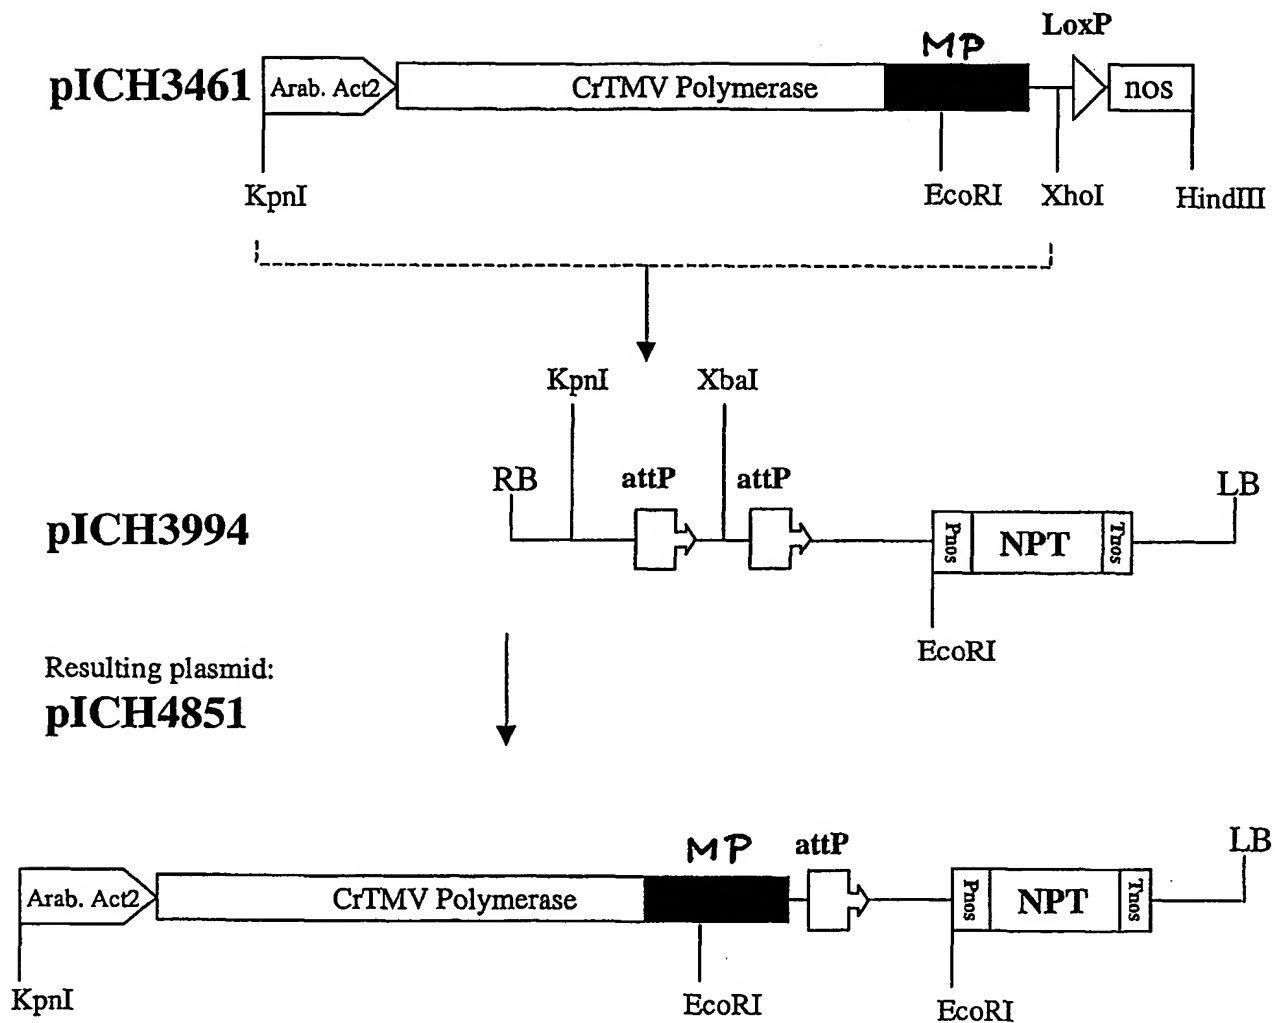 LoxP
MP
pICH3461
Arab. Act2
CrTMV Polymerase
nos
KpnI
EcoRI
XhoI
HindIII
KpnI
XbaI
RB
attP
attP
LB
pICH3994
Pnos
NPT
Tnos
EcoRI
Resulting plasmid:
pICH4851
MP
attP
LB
Arab. Act2
CrTMV Polymerase
Pnos
NPT
Tnos
KpnI
EcoRI
EcoRI